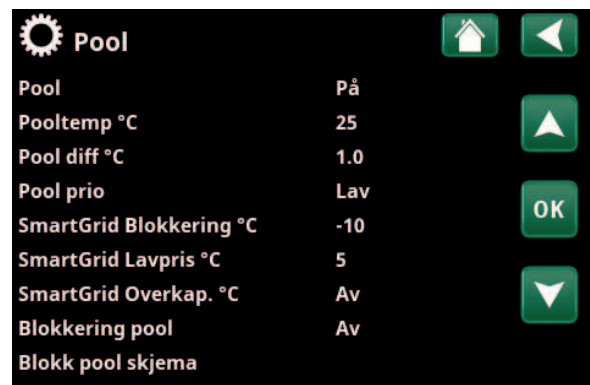 Pool
Pool På
Pooltemp °C 25
Pool diff °C 1.0
Pool prio Lav
OK
SmartGrid Blokkering °C -10
SmartGrid Lavpris °C 5
SmartGrid Overkap. °C Av
Blokkering pool Av
Blokk pool skjema